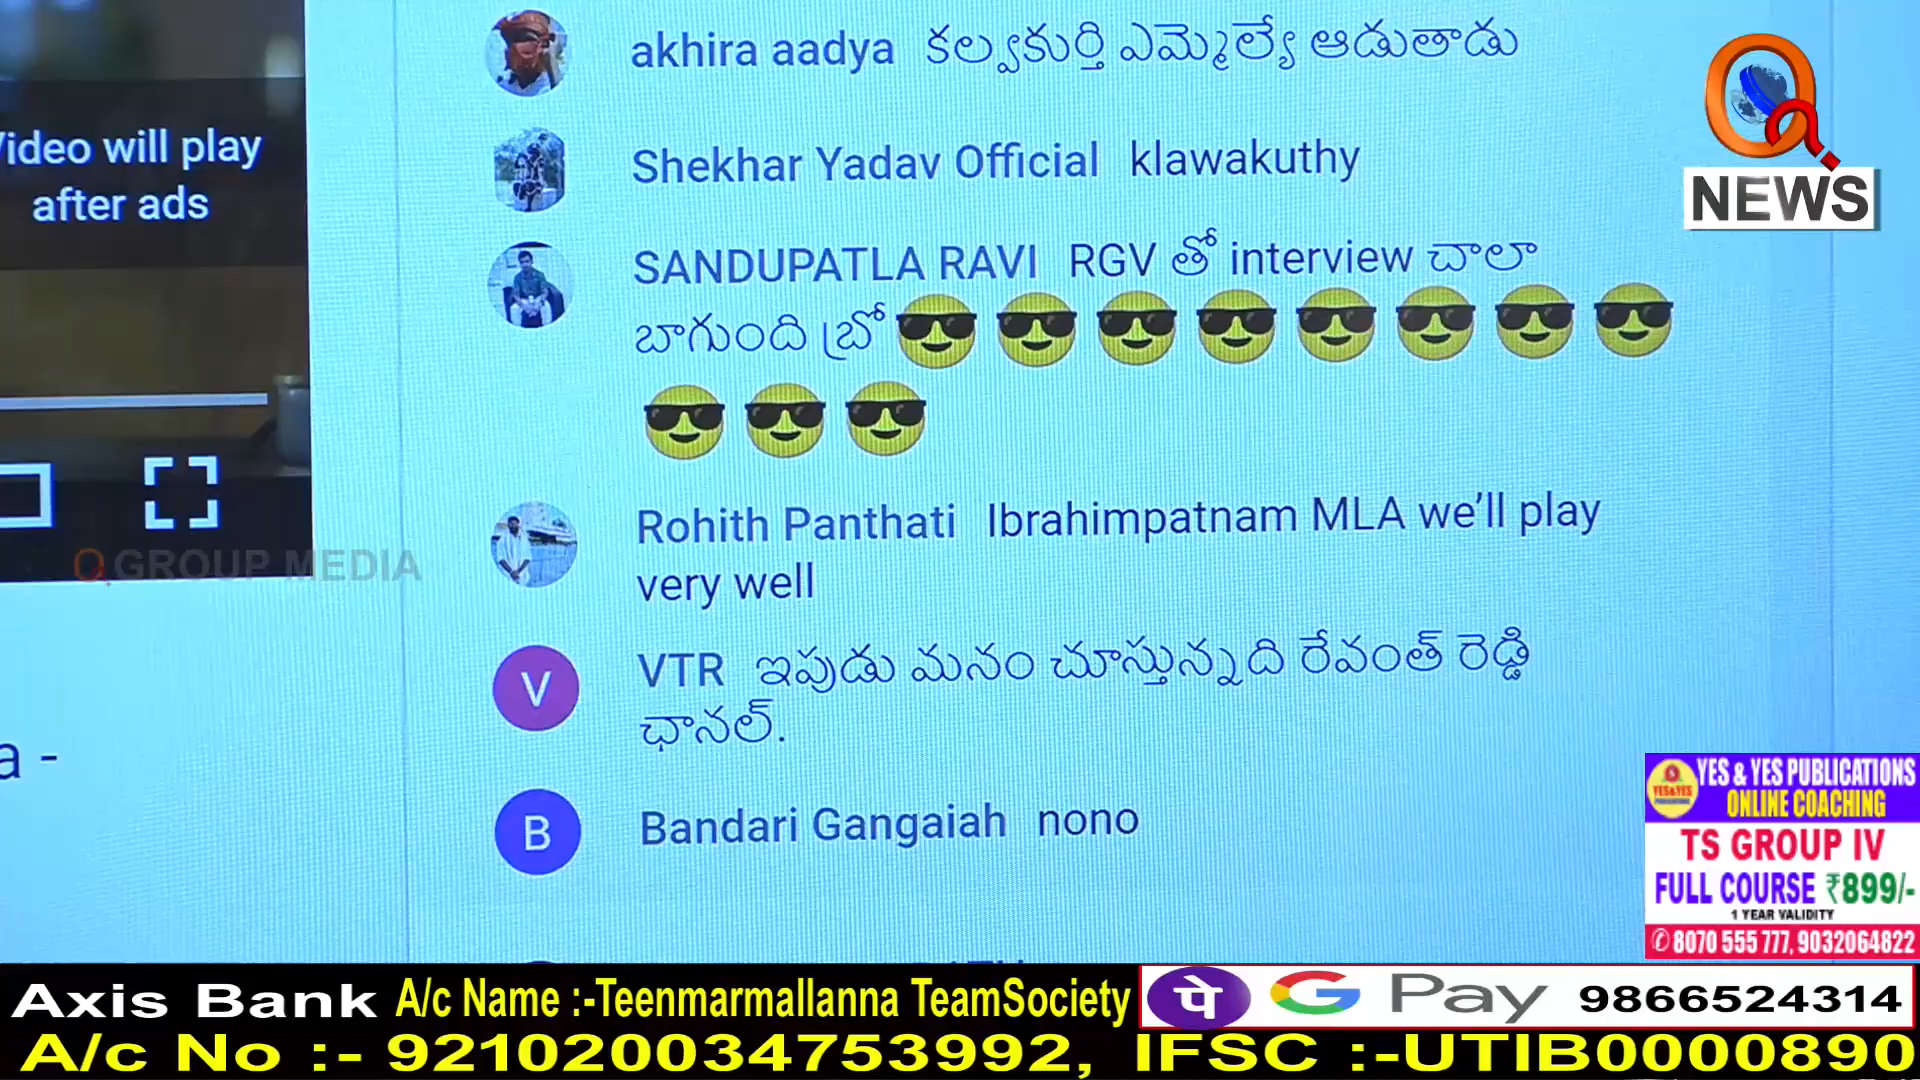 akhira aadya కల్వకుర్తి ఎమ్మెల్యే ఆడుతాడు
Video will play
after ads
Shekhar Yadav Official klawakuthy
NEWS
SANDUPATLA RAVI RGV తో interview చాలా
బాగుంది బ్రో 😎😎😎😎😎😎😎😎
😎😎😎
Rohith Panthati Ibrahimpatnam MLA we'll play
very well
Q GROUP MEDIA
VTR ఇపుడు మనం చూస్తున్నది రేవంత్ రెడ్డి
ఛానల్.
V
a -
Bandari Gangaiah nono
B
YES & YES PUBLICATIONS
ONLINE COACHING
YES&YES
TS GROUP IV
FULL COURSE ₹899/-
1 YEAR VALIDITY
✆ 8070 555 777, 9032064822
Axis Bank A/c Name :-Teenmarmallanna TeamSociety
पे G Pay 9866524314
A/c No :- 921020034753992, IFSC :-UTIB0000890